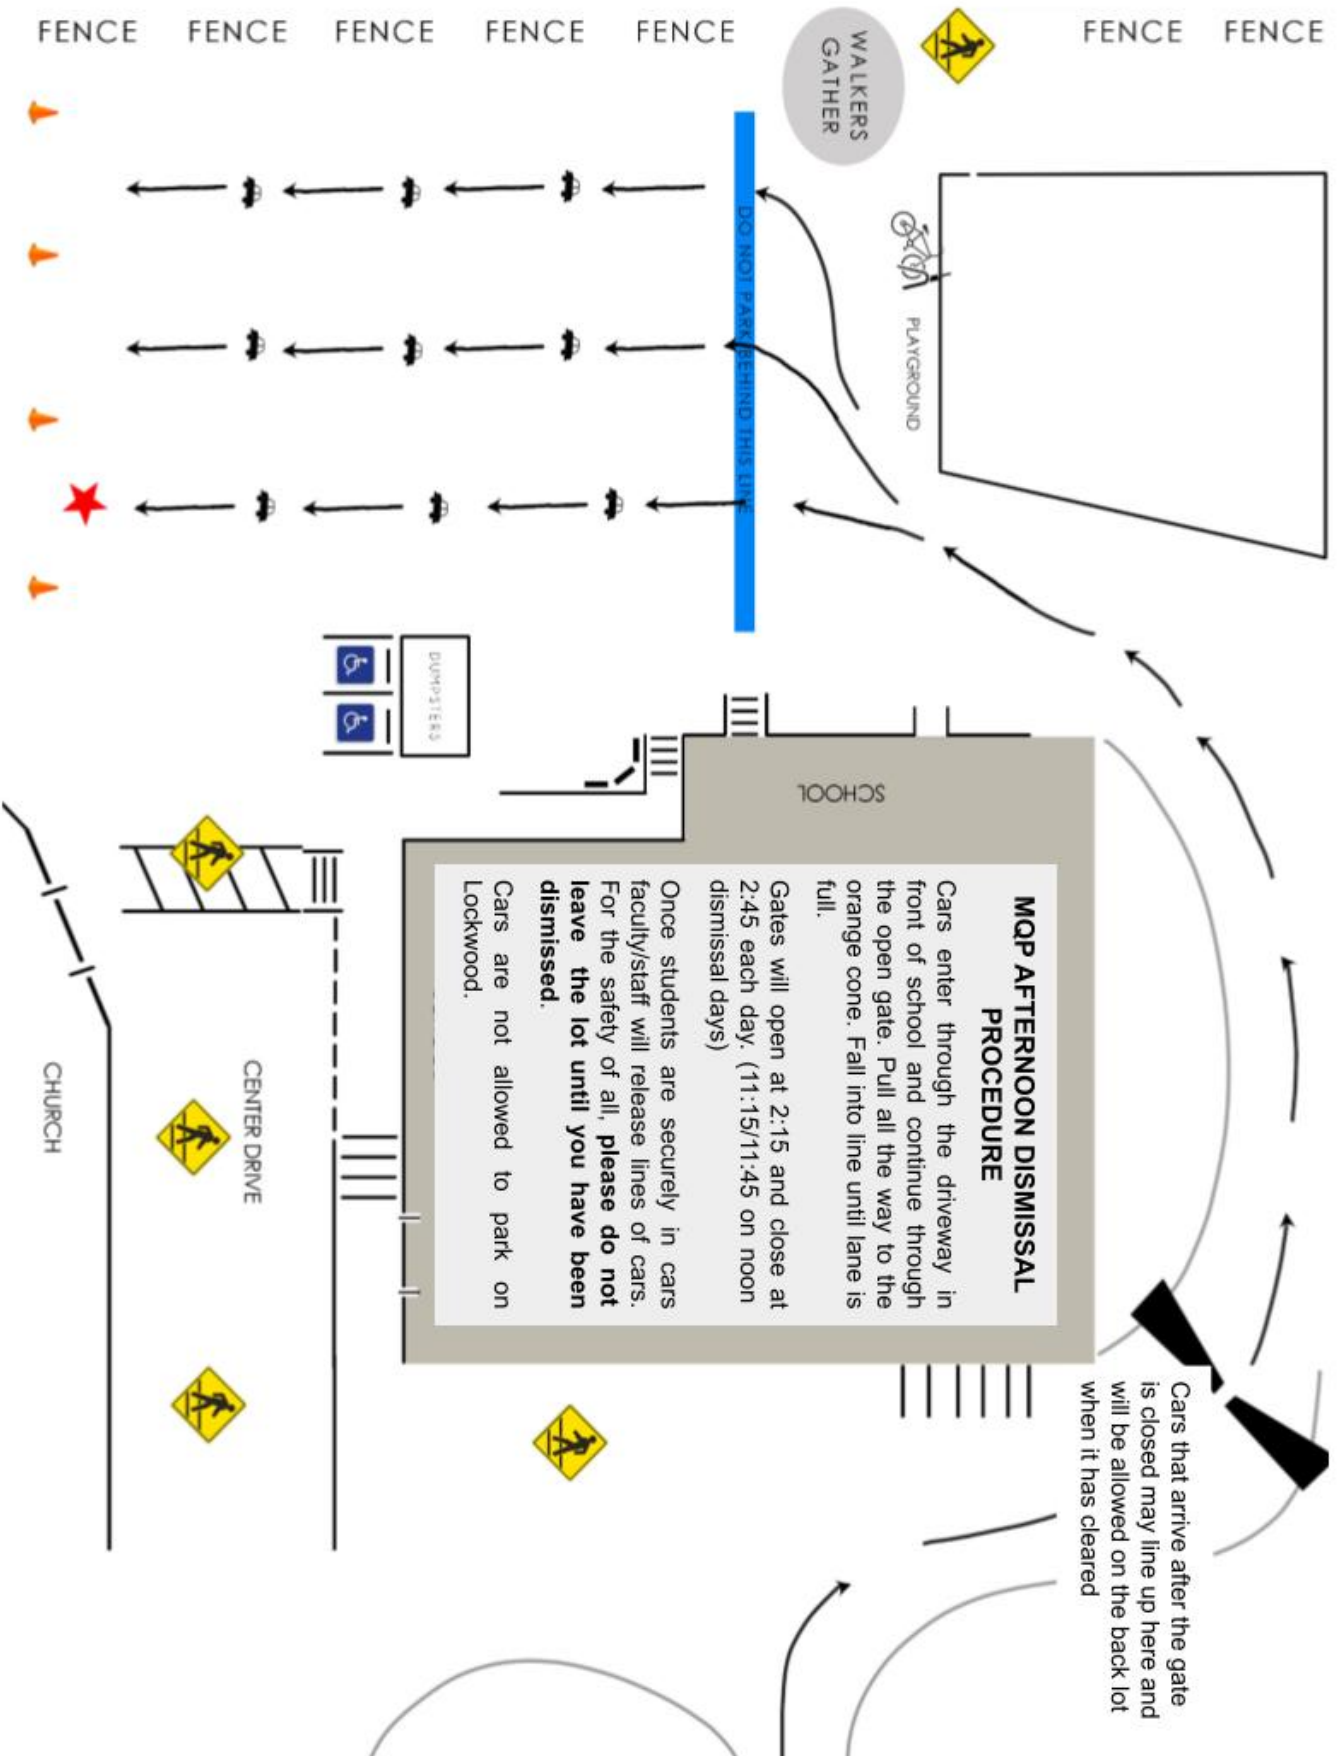 FENCE FENCE FENCE FENCE FENCE FENCE FENCE
WALKERS
GATHER
DO NOT PARK BEHIND THIS LINE
PLAYGROUND
DUMPSTERS
SCHOOL
MQP AFTERNOON DISMISSAL
PROCEDURE
Cars enter through the driveway in
front of school and continue through
the open gate. Pull all the way to the
orange cone. Fall into line until lane is
full.
Gates will open at 2:15 and close at
2:45 each day. (11:15/11:45 on noon
dismissal days)
Once students are securely in cars
faculty/staff will release lines of cars.
For the safety of all, please do not
leave the lot until you have been
dismissed.
Cars are not allowed to park on
Lockwood.
Cars that arrive after the gate
is closed may line up here and
will be allowed on the back lot
when it has cleared
CENTER DRIVE
CHURCH